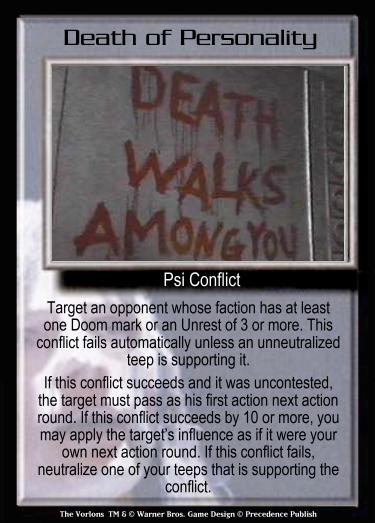 Death of Personality
DEATH
WALKS
AMONG YOU
Psi Conflict
Target an opponent whose faction has at least
one Doom mark or an Unrest of 3 or more. This
conflict fails automatically unless an unneutralized
teep is supporting it.
If this conflict succeeds and it was uncontested,
the target must pass as his first action next action
round. If this conflict succeeds by 10 or more, you
may apply the target's influence as if it were your
own next action round. If this conflict fails,
neutralize one of your teeps that is supporting the
conflict.
The Vorlons TM & © Warner Bros. Game Design © Precedence Publish